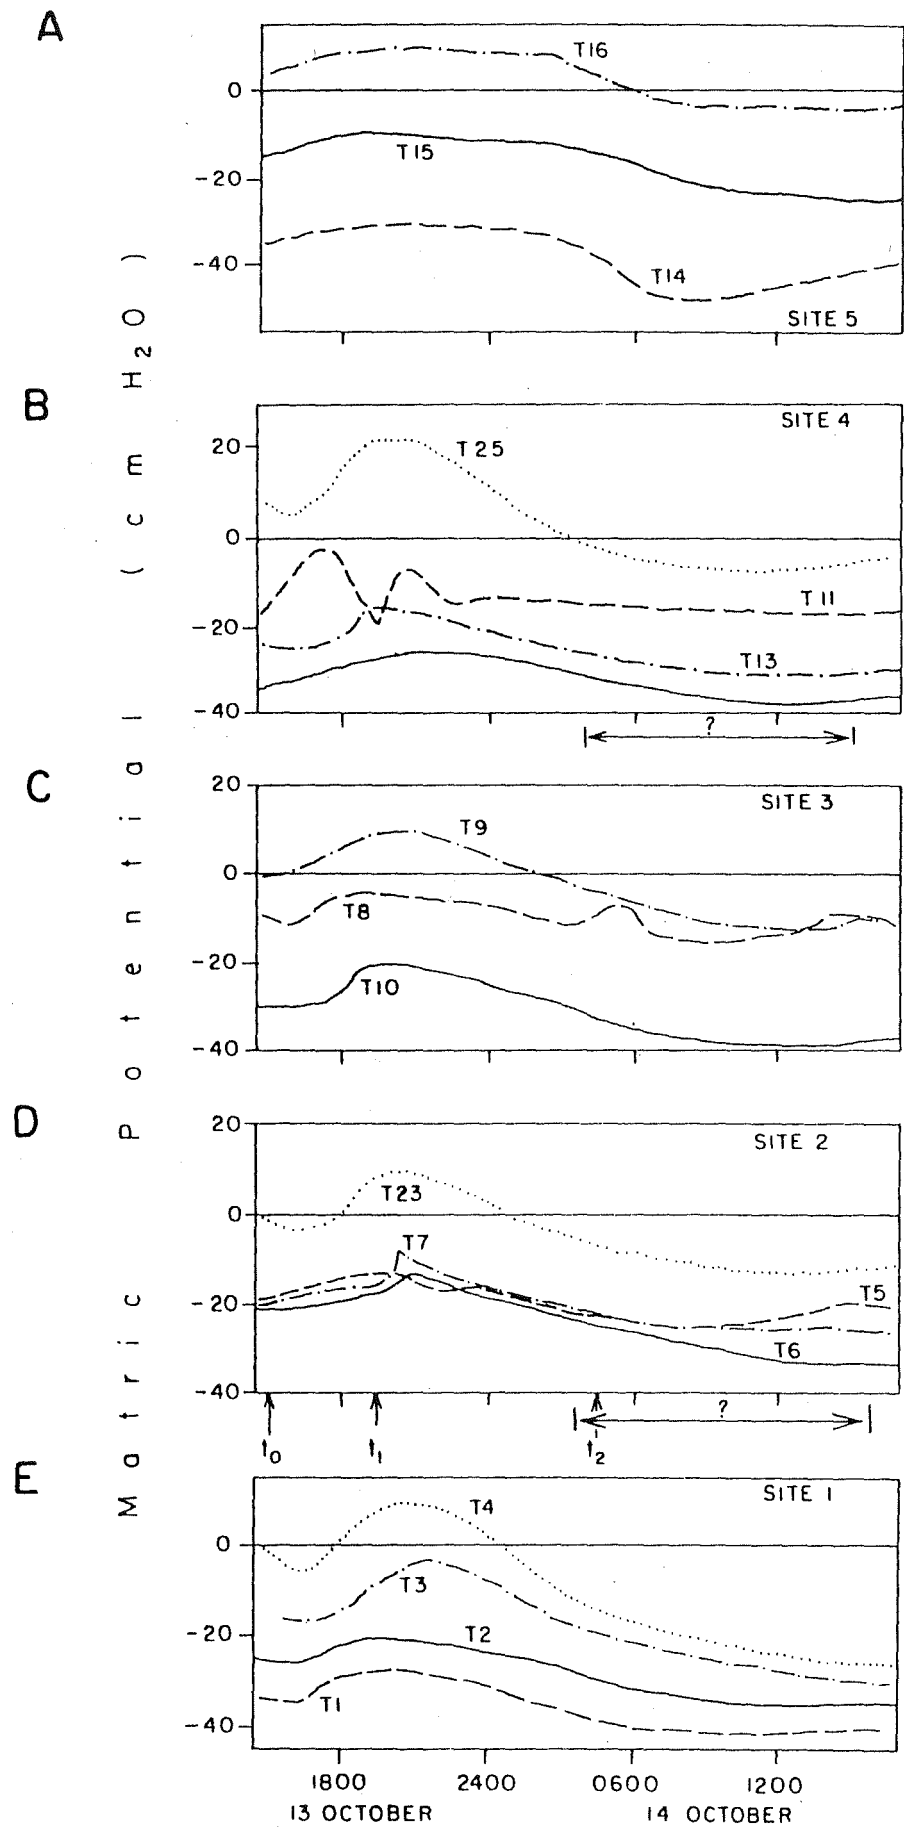 A
T16
0
T15
-20
-40
T14
SITE 5
Matric Potential (cm H2O)
B
SITE 4
20
T25
0
T11
-20
T13
-40
?
C
20
SITE 3
T9
0
T8
-20
T10
-40
D
20
SITE 2
T23
0
T7
-20
T5
T6
-40
?
t0 t1 t2
E
SITE 1
T4
0
T3
-20
T2
T1
-40
1800 2400 0600 1200
13 OCTOBER 14 OCTOBER